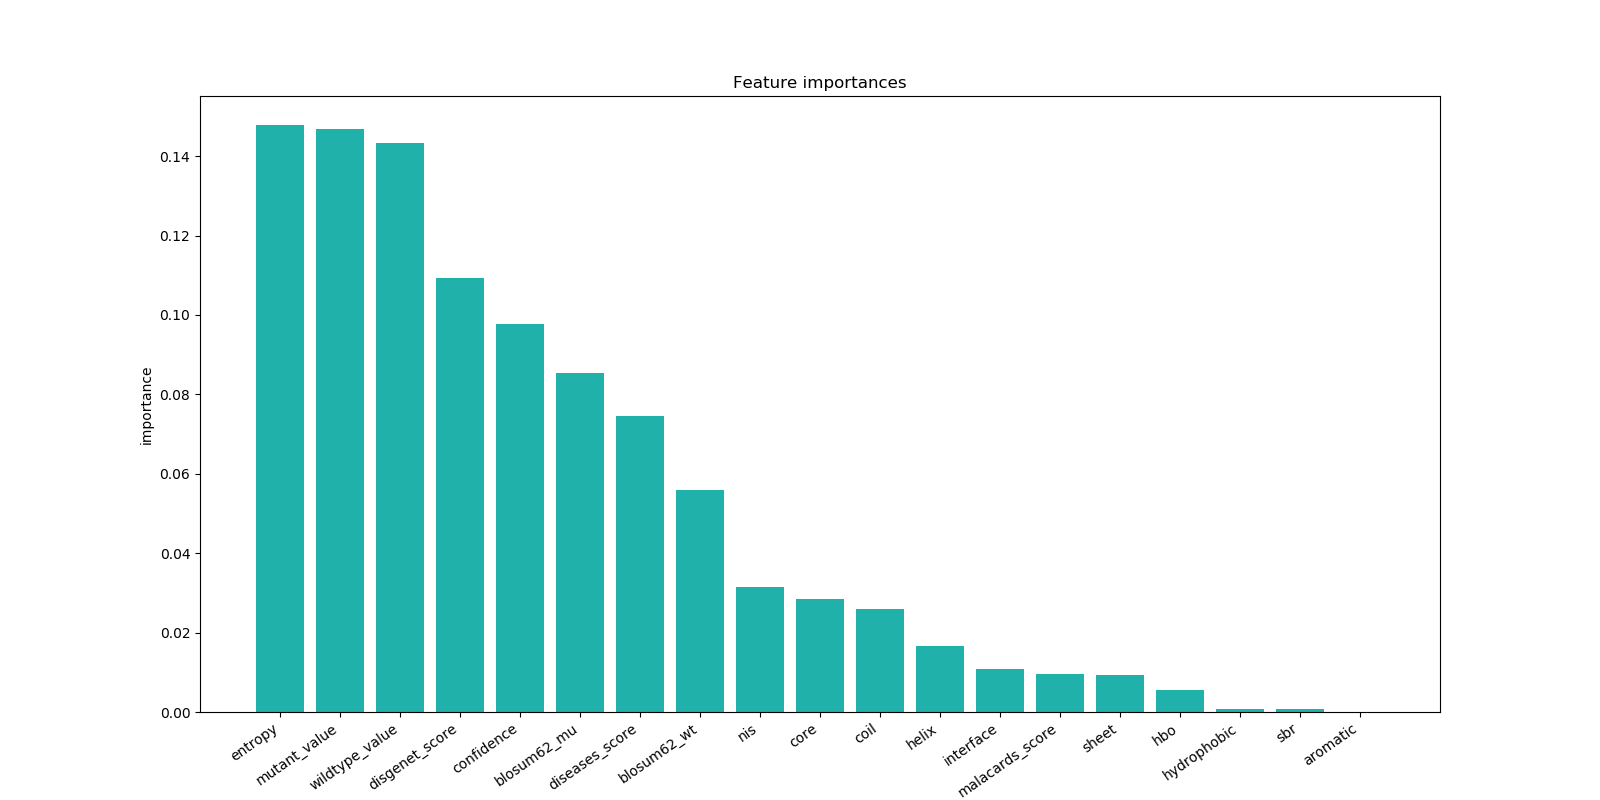 Feature importances
importance
0.14
0.12
0.10
0.08
0.06
0.04
0.02
0.00
entropy
mutant_value
wildtype_value
disgenet_score
confidence
blosum62_mu
diseases_score
blosum62_wt
nis
core
coil
helix
interface
malacards_score
sheet
hbo
hydrophobic
sbr
aromatic